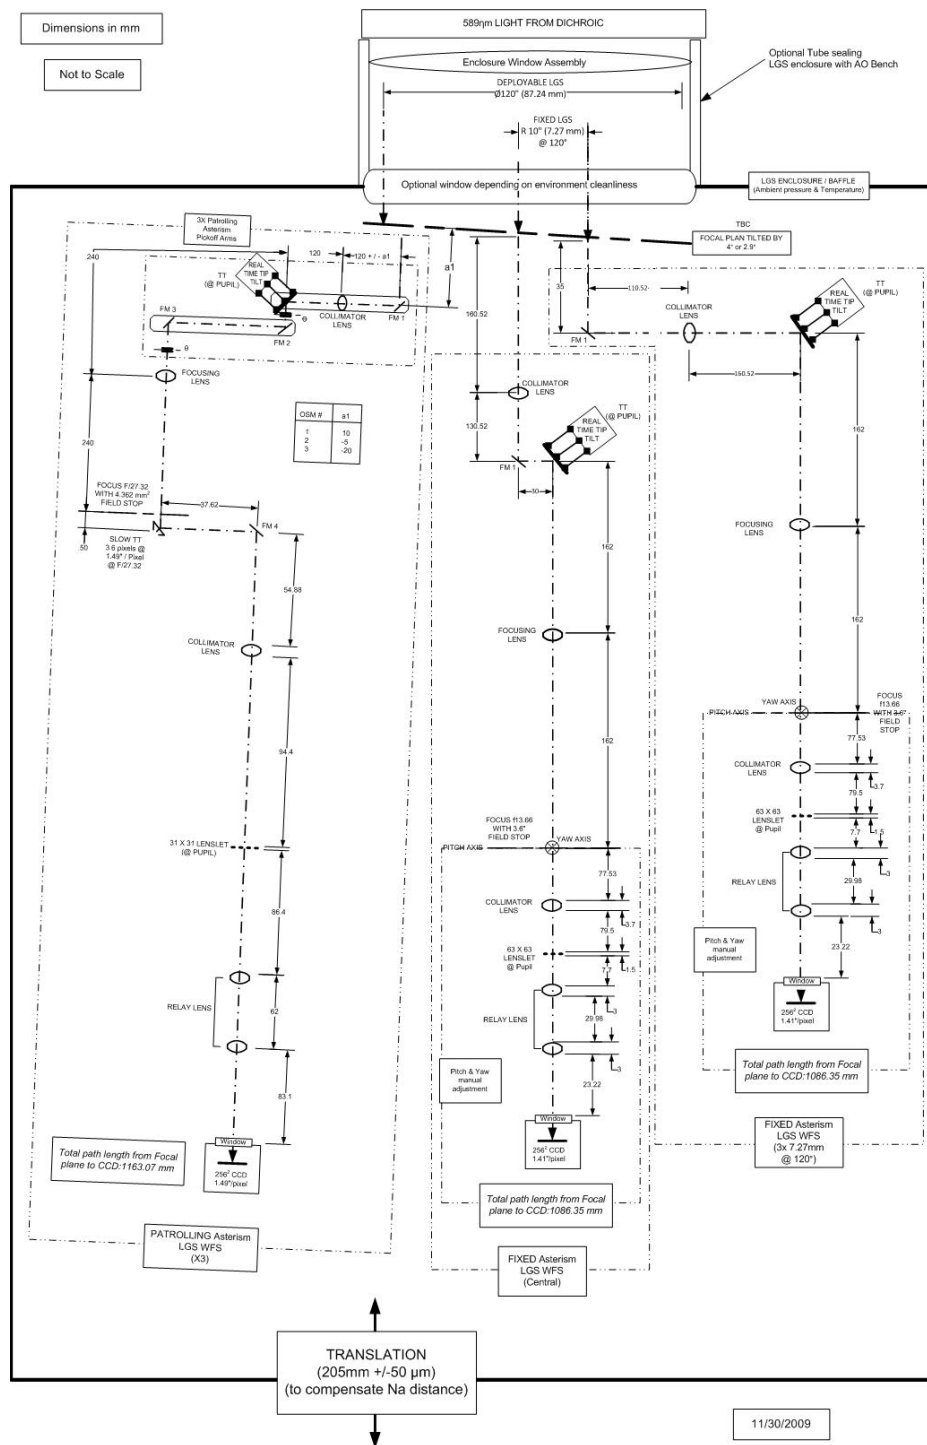 Dimensions in mm
Not to Scale
589ηm LIGHT FROM DICHROIC
Enclosure Window Assembly
DEPLOYABLE LGS
Ø120" (87.24 mm)
FIXED LGS
R 10" (7.27 mm)
@ 120°
Optional Tube sealing
LGS enclosure with AO Bench
Optional window depending on environment cleanliness
LGS ENCLOSURE / BAFFLE
(Ambient pressure & Temperature)
TBC
FOCAL PLAN TILTED BY
4° or 2.9°
3X Patrolling
Asterism
Pickoff Arms
240
REAL
TIME TIP
TILT
TT
(@ PUPIL)
120
120 +/- a1
a1
COLLIMATOR
LENS
FM 1
FM 3
FM 2
θ
θ
FOCUSING
LENS
240
OSM # a1
1 10
2 -5
3 -20
FOCUS F/27.32
WITH 4.362 mm²
FIELD STOP
37.62
FM 4
50
SLOW TT
3.6 pixels @
1.49" / Pixel
@ F/27.32
54.88
COLLIMATOR
LENS
94.4
31 X 31 LENSLET
(@ PUPIL)
86.4
RELAY LENS
62
83.1
Window
256² CCD
1.49"/pixel
Total path length from Focal
plane to CCD:1163.07 mm
PATROLLING Asterism
LGS WFS
(X3)
160.52
COLLIMATOR
LENS
130.52
FM 1
30
REAL
TIME TIP
TILT
TT
(@ PUPIL)
162
FOCUSING
LENS
162
FOCUS f13.66
WITH 3.6"
FIELD STOP
PITCH AXIS
YAW AXIS
77.53
COLLIMATOR
LENS
3.7
79.5
63 X 63
LENSLET
@ Pupil
7.7
1.5
RELAY LENS
3
29.98
3
23.22
Pitch & Yaw
manual
adjustment
Window
256² CCD
1.41"/pixel
Total path length from Focal
plane to CCD:1086.35 mm
FIXED Asterism
LGS WFS
(Central)
35
110.52
COLLIMATOR
LENS
FM 1
150.52
REAL
TIME TIP
TILT
TT
(@ PUPIL)
162
FOCUSING
LENS
162
FOCUS
f13.66
WITH 3.6"
FIELD
STOP
PITCH AXIS
YAW AXIS
77.53
COLLIMATOR
LENS
3.7
79.5
63 X 63
LENSLET
@ Pupil
7.7
1.5
RELAY LENS
3
29.98
3
23.22
Pitch & Yaw
manual
adjustment
Window
256² CCD
1.41"/pixel
Total path length from Focal
plane to CCD:1086.35 mm
FIXED Asterism
LGS WFS
(3x 7.27mm
@ 120°)
TRANSLATION
(205mm +/-50 µm)
(to compensate Na distance)
11/30/2009